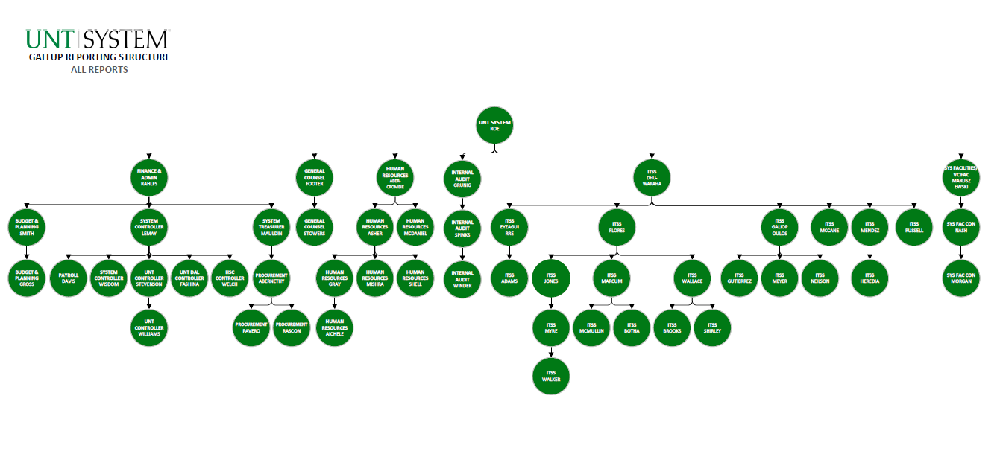 UNT SYSTEM
GALLUP REPORTING STRUCTURE
ALL REPORTS
UNT SYSTEM
ROE
FINANCE &
ADMIN
RAHLFS
GENERAL
COUNSEL
FOOTER
HUMAN
RESOURCES
ABER-
CROMBIE
INTERNAL
AUDIT
GRUNIG
ITSS
DHU-
WARAHA
SYS FACILITIES/
VC FAC
MARUSZ
EWSKI
BUDGET &
PLANNING
SMITH
SYSTEM
CONTROLLER
LEMAY
SYSTEM
TREASURER
MAULDIN
GENERAL
COUNSEL
STOWERS
HUMAN
RESOURCES
ASHER
HUMAN
RESOURCES
MCDANIEL
INTERNAL
AUDIT
SPINKS
ITSS
EYZAGUI
RRE
ITSS
FLORES
ITSS
GALIOP
OULOS
ITSS
MCCANE
ITSS
MENDEZ
ITSS
RUSSELL
SYS FAC CON
NASH
BUDGET &
PLANNING
GROSS
PAYROLL
DAVIS
SYSTEM
CONTROLLER
WISDOM
UNT
CONTROLLER
STEVENSON
UNT DAL
CONTROLLER
FASHINA
HSC
CONTROLLER
WELCH
PROCUREMENT
ABERNETHY
HUMAN
RESOURCES
GRAY
HUMAN
RESOURCES
MISHRA
HUMAN
RESOURCES
SHELL
INTERNAL
AUDIT
WINDER
ITSS
ADAMS
ITSS
JONES
ITSS
MARCUM
ITSS
WALLACE
ITSS
GUTIERREZ
ITSS
MEYER
ITSS
NEILSON
ITSS
HEREDIA
SYS FAC CON
MORGAN
UNT
CONTROLLER
WILLIAMS
PROCUREMENT
PAVERO
PROCUREMENT
RASCON
HUMAN
RESOURCES
AICHELE
ITSS
MYRE
ITSS
MCMULLIN
ITSS
BOTHA
ITSS
BROOKS
ITSS
SHIRLEY
ITSS
WALKER